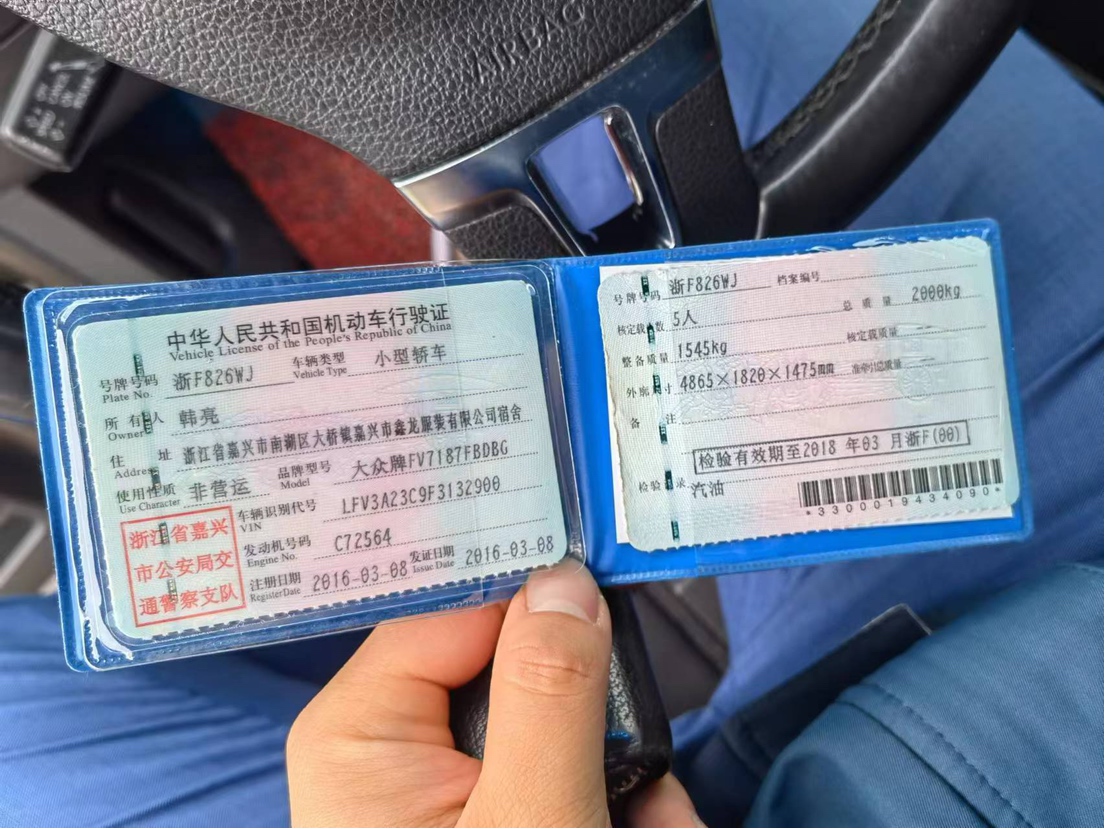 AIRBAG
中华人民共和国机动车行驶证
Vehicle License of the People's Republic of China
号牌号码 浙F826WJ 车辆类型 小型轿车
Plate No. Vehicle Type
所有人 韩亮
Owner
住址 浙江省嘉兴市南湖区大桥镇嘉兴市鑫龙服装有限公司宿舍
Address
使用性质 非营运 品牌型号 大众牌FV7187FBDBG
Use Character Model
浙江省嘉兴
市公安局交
通警察支队
车辆识别代号 LFV3A23C9F3132900
VIN
发动机号码 C72564
Engine No.
注册日期 2016-03-08 发证日期 2016-03-08
Register Date Issue Date
号牌号码 浙F826WJ 档案编号
核定载人数 5人 总质量 2000kg
整备质量 1545kg 核定载质量
外廓尺寸 4865×1820×1475mm 准牵引总质量
备注
检验有效期至2018 年03 月浙F(00)
检验记录 汽油
*3300019434090*